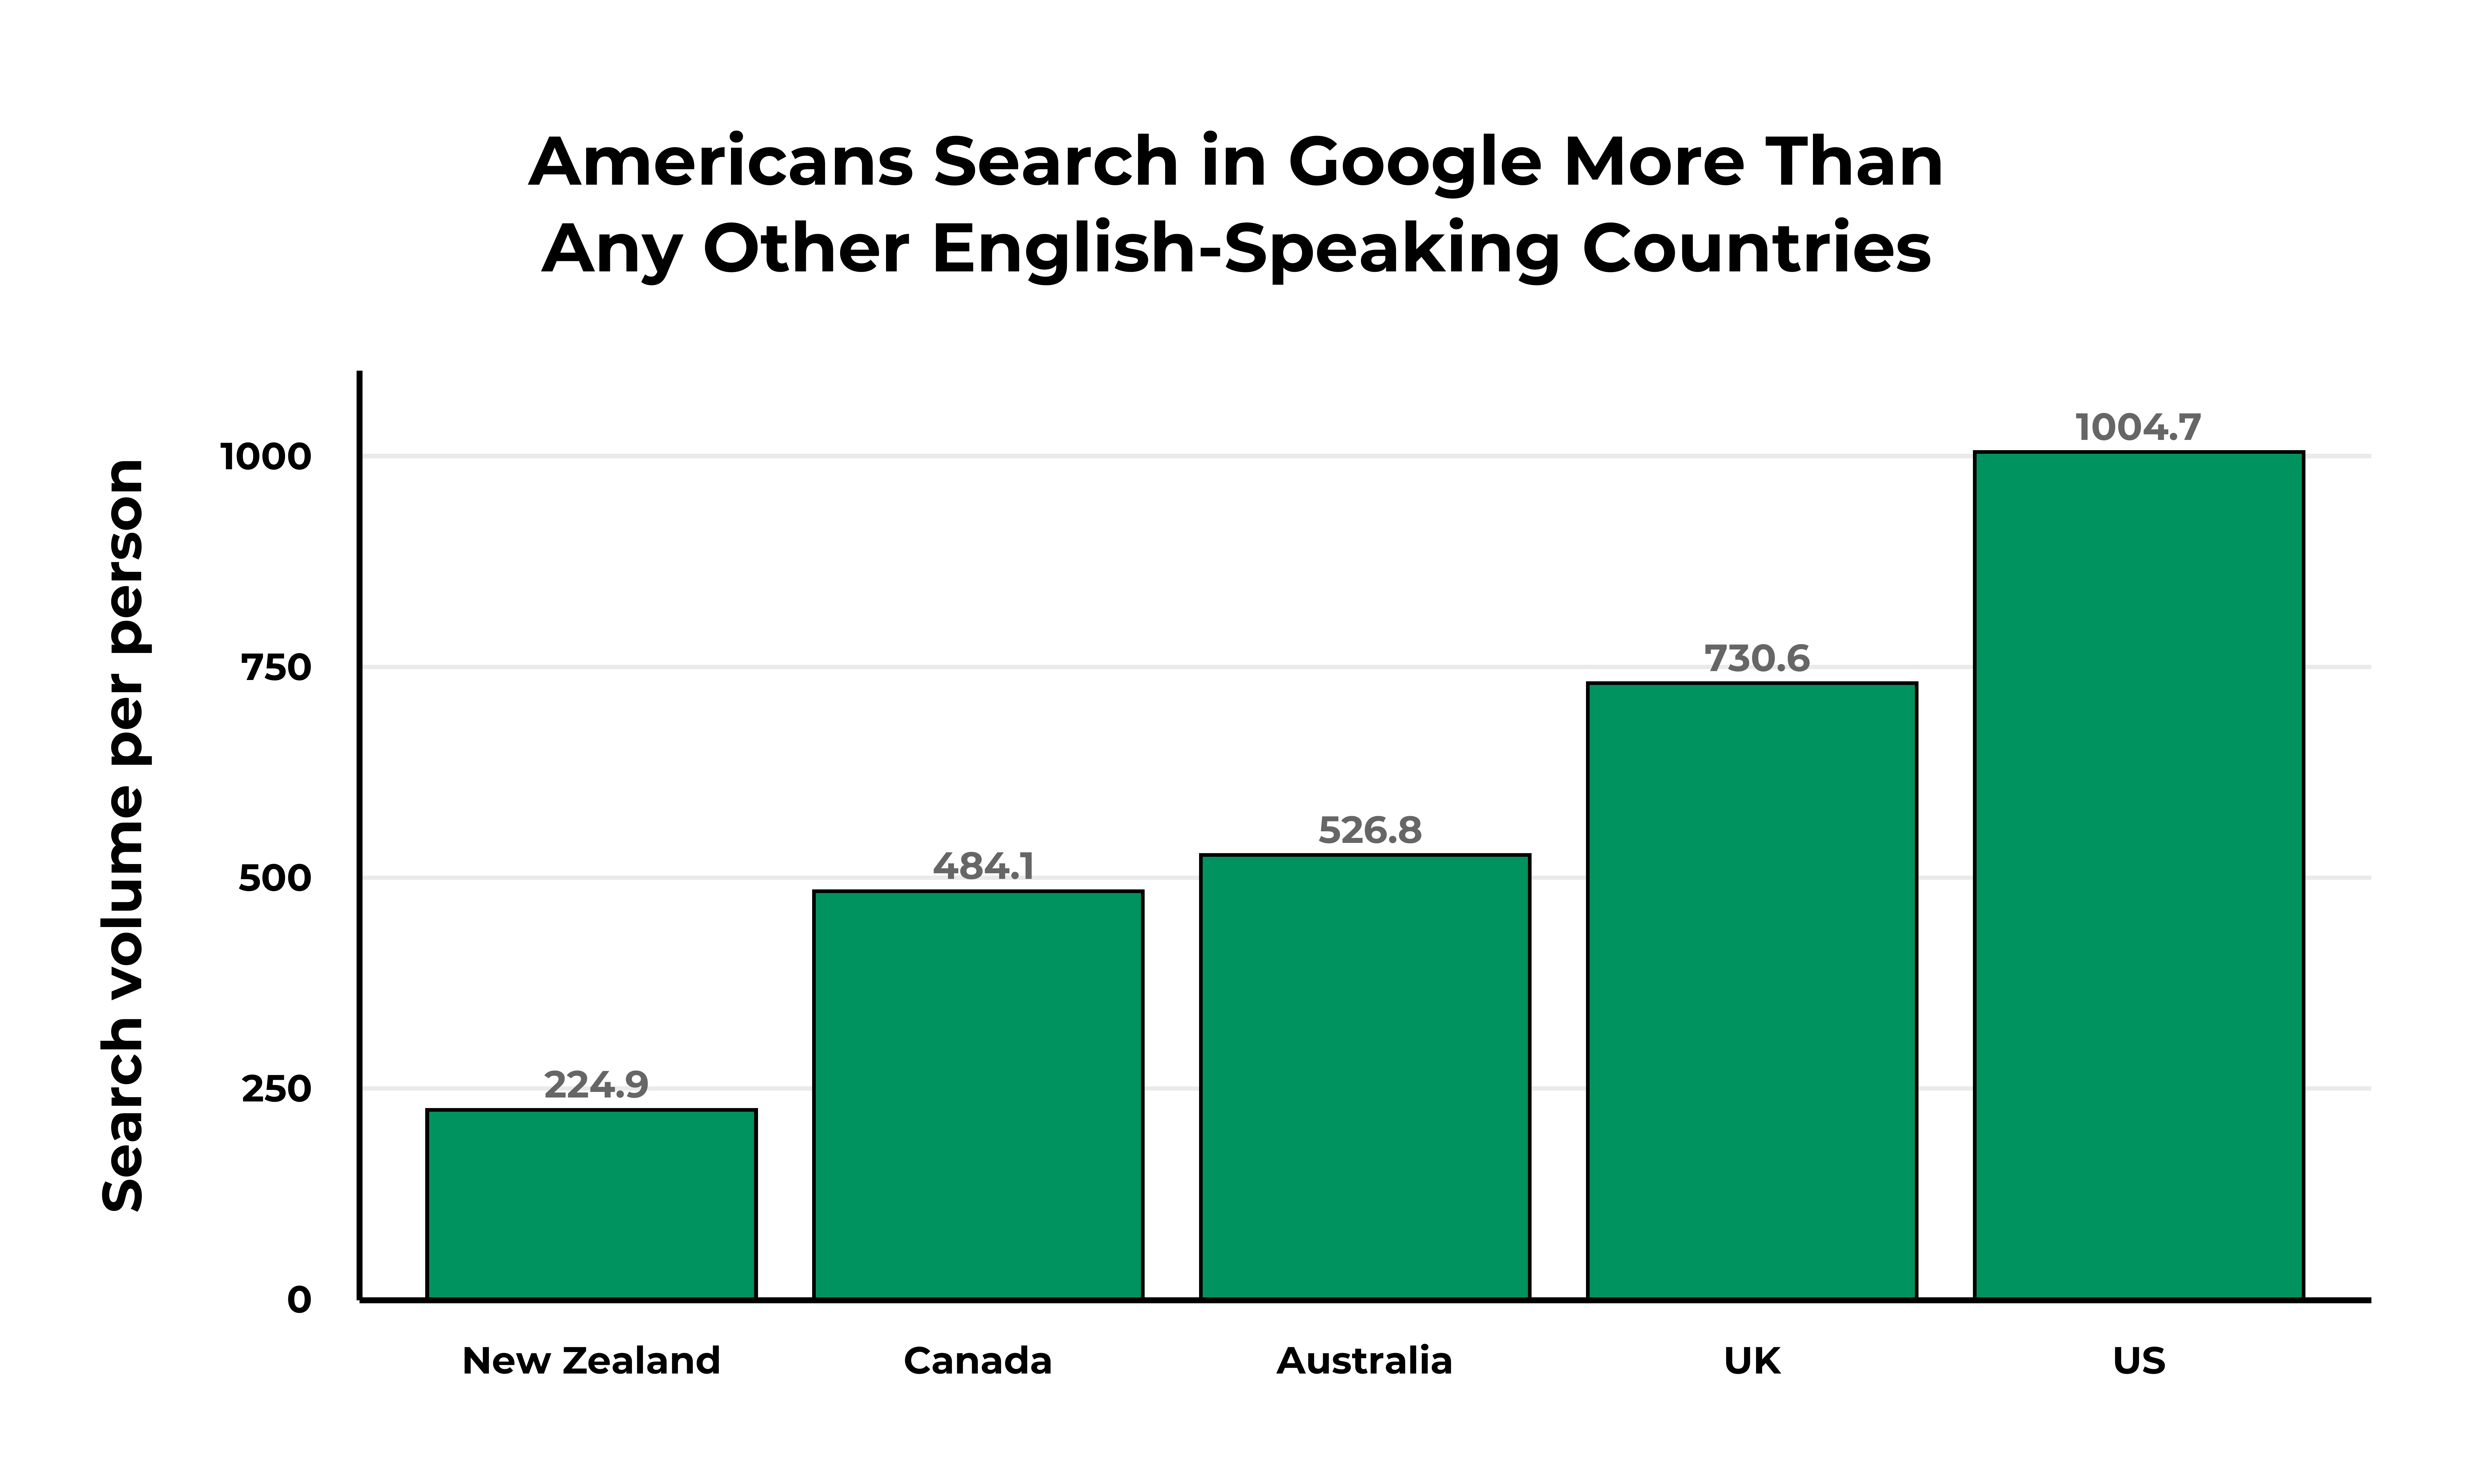 Americans Search in Google More Than
Any Other English-Speaking Countries
Search volume per person
1000
750
500
250
0
224.9
484.1
526.8
730.6
1004.7
New Zealand
Canada
Australia
UK
US